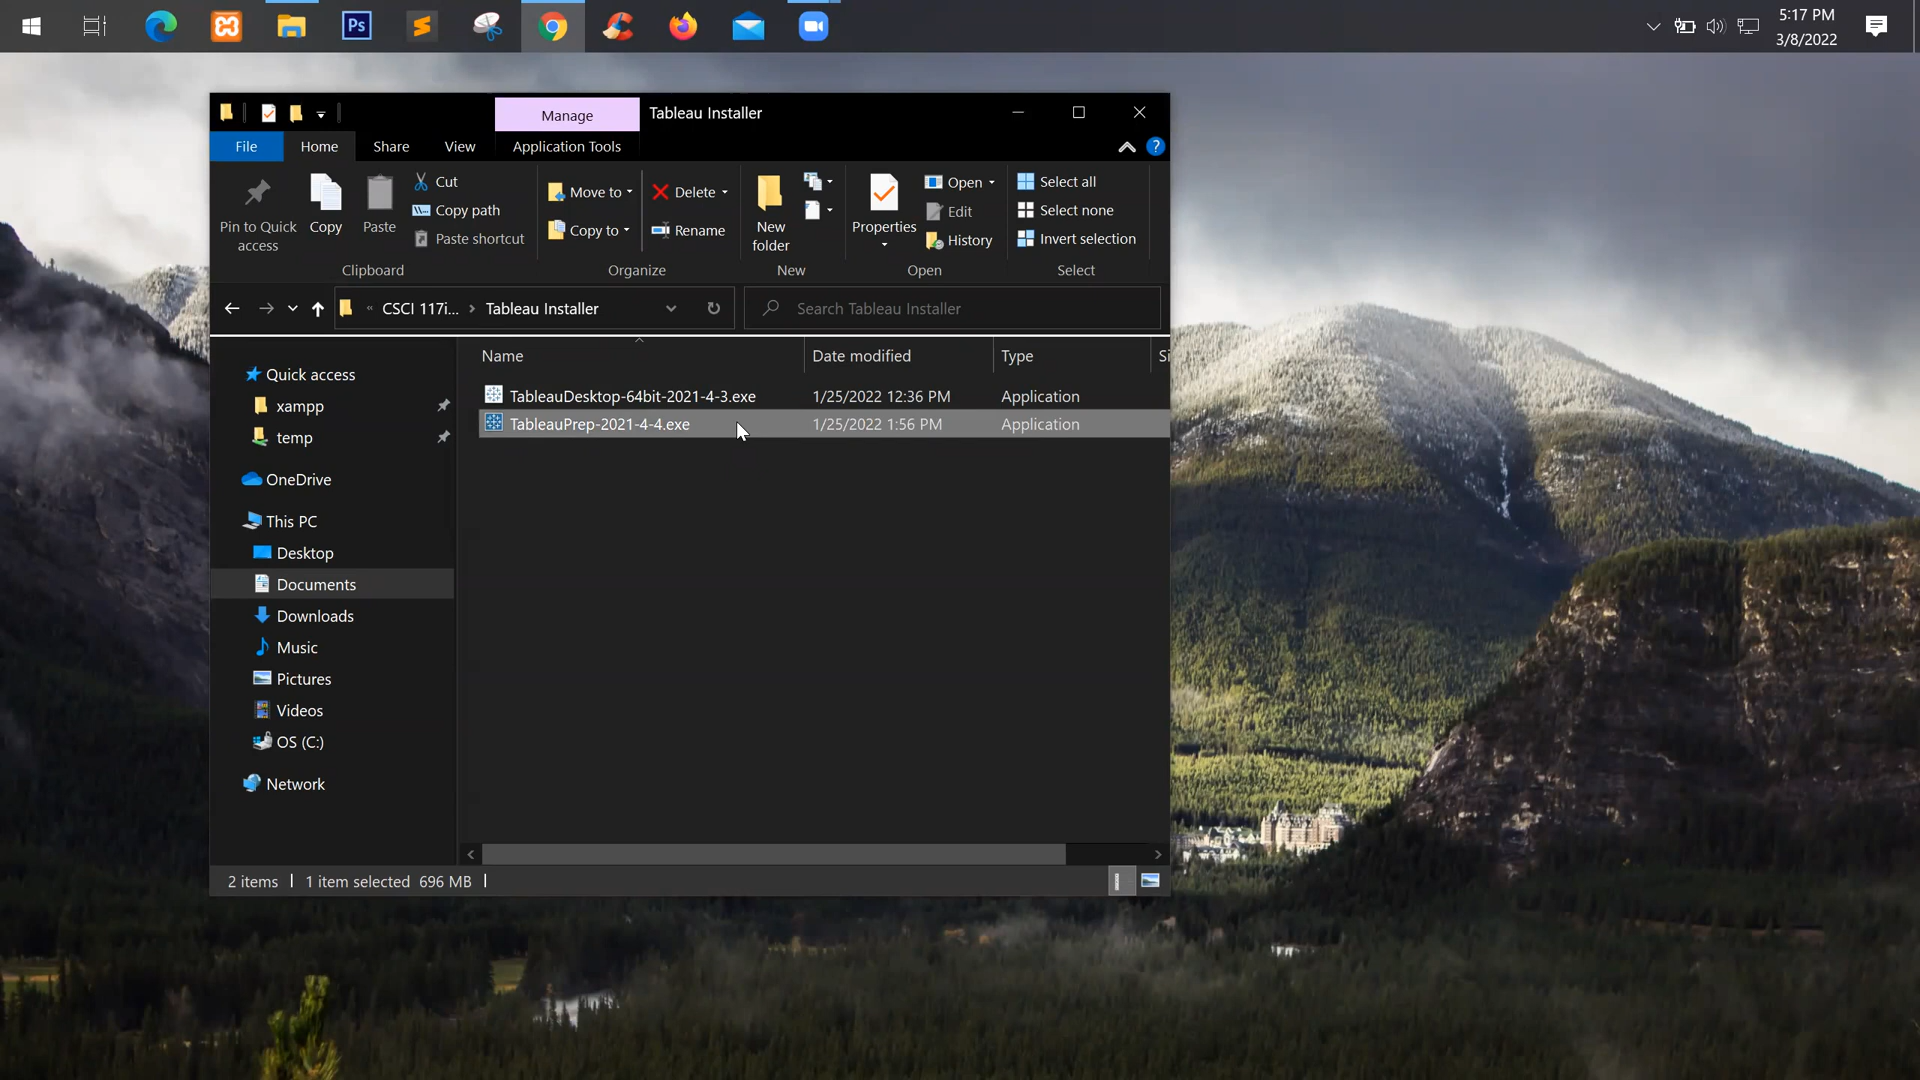 Ps
5:17 PM
3/8/2022
Manage
Tableau Installer
File
Home
Share
View
Application Tools
?
Pin to Quick access
Copy
Paste
Cut
Copy path
Paste shortcut
Clipboard
Move to
Copy to
Delete
Rename
Organize
New folder
New
Properties
Open
Edit
History
Open
Select all
Select none
Invert selection
Select
« CSCI 117i... > Tableau Installer
Search Tableau Installer
Name
Date modified
Type
Si
TableauDesktop-64bit-2021-4-3.exe 1/25/2022 12:36 PM Application
TableauPrep-2021-4-4.exe 1/25/2022 1:56 PM Application
Quick access
xampp
temp
OneDrive
This PC
Desktop
Documents
Downloads
Music
Pictures
Videos
OS (C:)
Network
2 items
1 item selected 696 MB